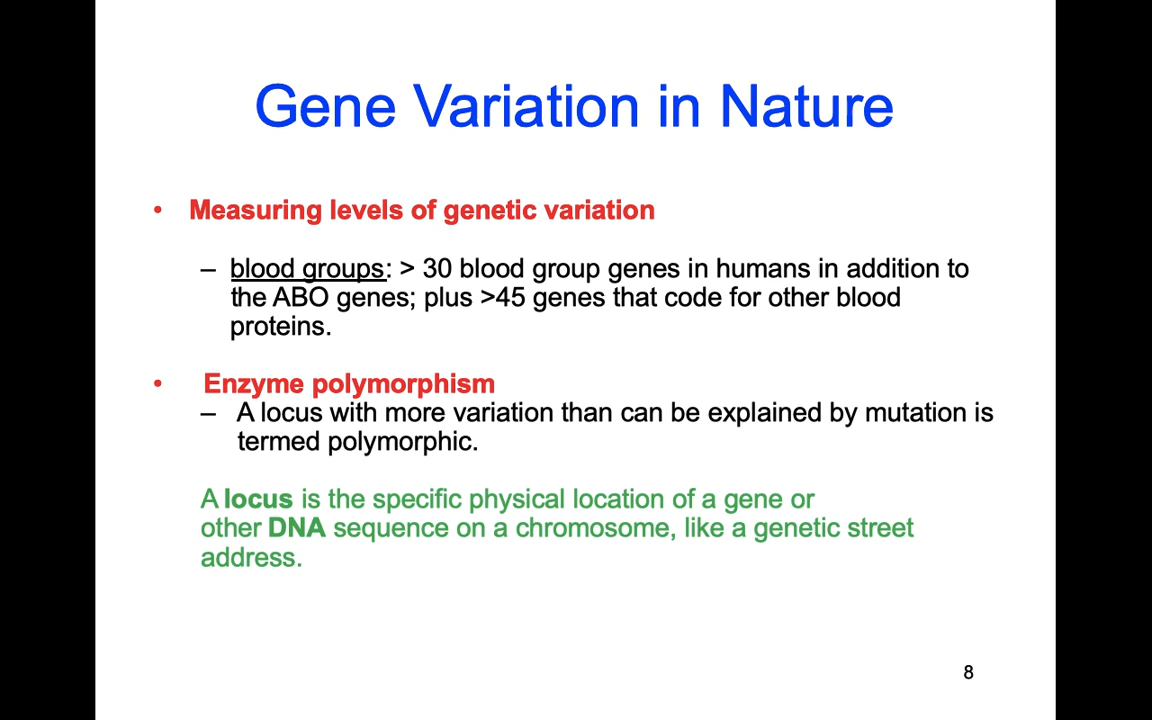 Gene Variation in Nature
• Measuring levels of genetic variation
– blood groups: > 30 blood group genes in humans in addition to
the ABO genes; plus >45 genes that code for other blood
proteins.
• Enzyme polymorphism
– A locus with more variation than can be explained by mutation is
termed polymorphic.
A locus is the specific physical location of a gene or
other DNA sequence on a chromosome, like a genetic street
address.
8